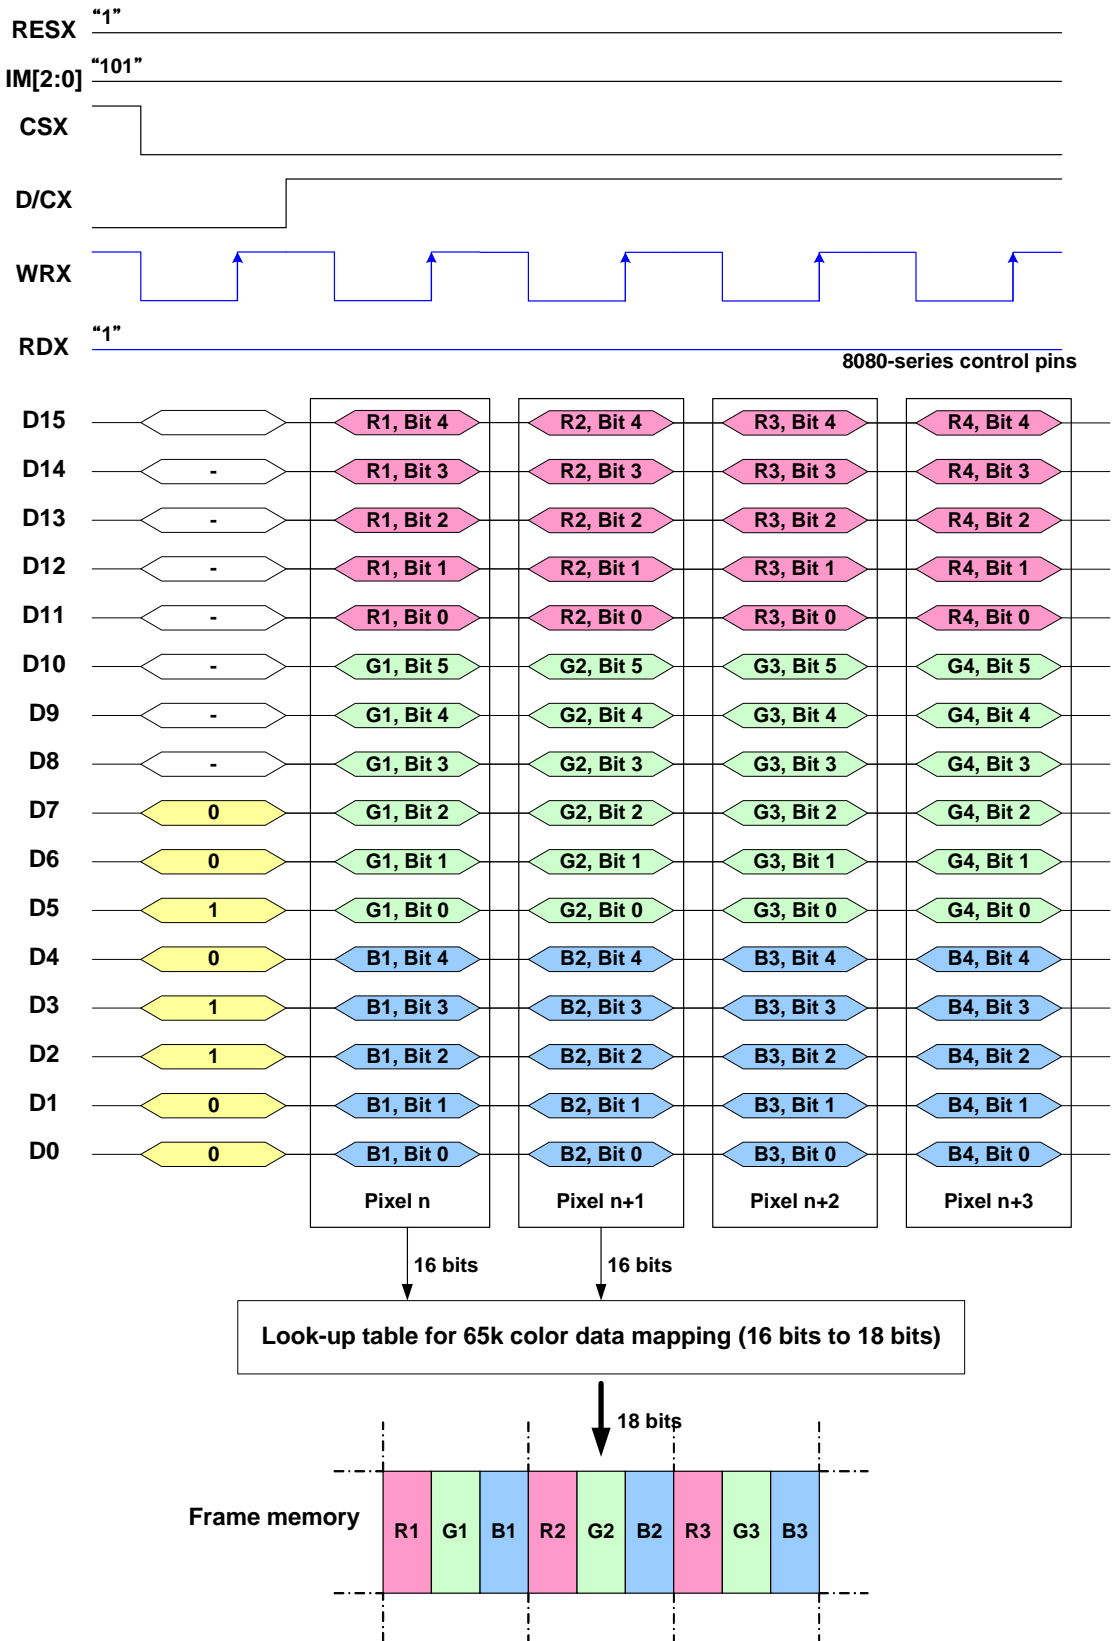 RESX “1”
IM[2:0] “101”
CSX
D/CX
WRX
RDX “1”
8080-series control pins
D15 R1, Bit 4 R2, Bit 4 R3, Bit 4 R4, Bit 4
D14 - R1, Bit 3 R2, Bit 3 R3, Bit 3 R4, Bit 3
D13 - R1, Bit 2 R2, Bit 2 R3, Bit 2 R4, Bit 2
D12 - R1, Bit 1 R2, Bit 1 R3, Bit 1 R4, Bit 1
D11 - R1, Bit 0 R2, Bit 0 R3, Bit 0 R4, Bit 0
D10 - G1, Bit 5 G2, Bit 5 G3, Bit 5 G4, Bit 5
D9 - G1, Bit 4 G2, Bit 4 G3, Bit 4 G4, Bit 4
D8 - G1, Bit 3 G2, Bit 3 G3, Bit 3 G4, Bit 3
D7 0 G1, Bit 2 G2, Bit 2 G3, Bit 2 G4, Bit 2
D6 0 G1, Bit 1 G2, Bit 1 G3, Bit 1 G4, Bit 1
D5 1 G1, Bit 0 G2, Bit 0 G3, Bit 0 G4, Bit 0
D4 0 B1, Bit 4 B2, Bit 4 B3, Bit 4 B4, Bit 4
D3 1 B1, Bit 3 B2, Bit 3 B3, Bit 3 B4, Bit 3
D2 1 B1, Bit 2 B2, Bit 2 B3, Bit 2 B4, Bit 2
D1 0 B1, Bit 1 B2, Bit 1 B3, Bit 1 B4, Bit 1
D0 0 B1, Bit 0 B2, Bit 0 B3, Bit 0 B4, Bit 0
Pixel n Pixel n+1 Pixel n+2 Pixel n+3
16 bits 16 bits
Look-up table for 65k color data mapping (16 bits to 18 bits)
18 bits
Frame memory R1 G1 B1 R2 G2 B2 R3 G3 B3